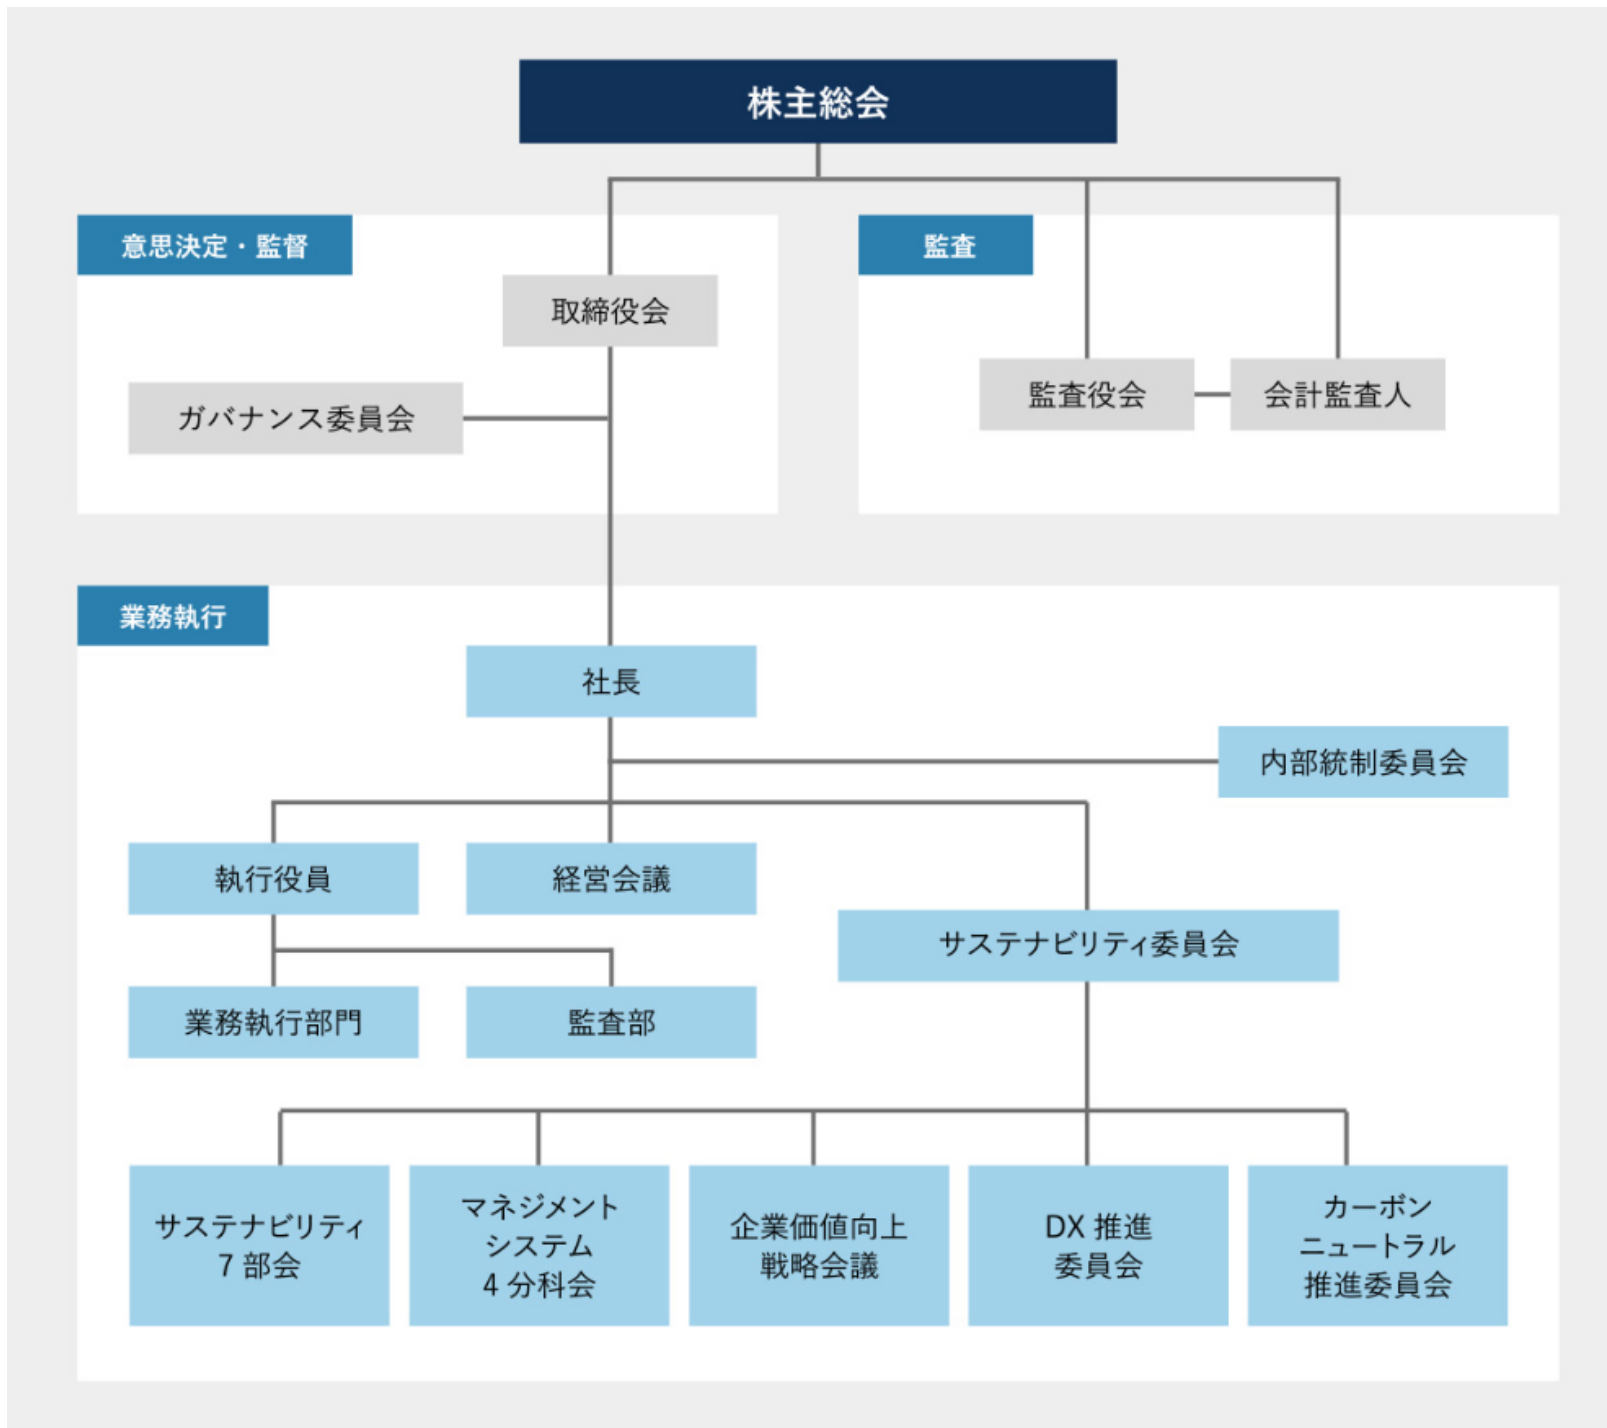 株主総会
意思決定・監督
監査
取締役会
ガバナンス委員会
監査役会
会計監査人
業務執行
社長
内部統制委員会
執行役員
経営会議
サステナビリティ委員会
業務執行部門
監査部
サステナビリティ
7 部会
マネジメント
システム
4 分科会
企業価値向上
戦略会議
DX 推進
委員会
カーボン
ニュートラル
推進委員会